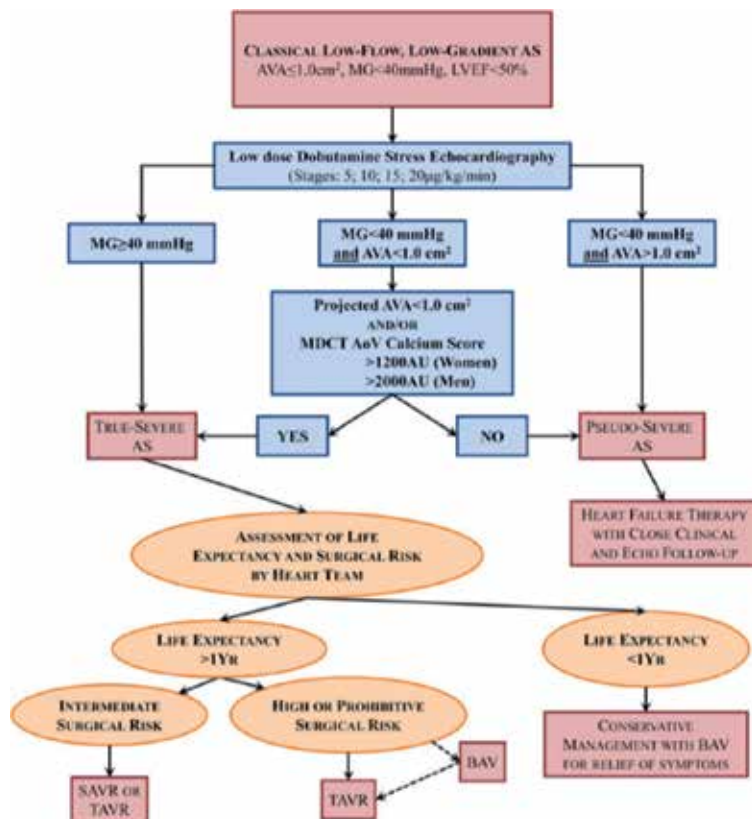 CLASSICAL LOW-FLOW, LOW-GRADIENT AS
AVA≤1.0cm², MG<40mmHg, LVEF<50%
Low dose Dobutamine Stress Echocardiography
(Stages: 5; 10; 15; 20µg/kg/min)
MG≥40 mmHg
MG<40 mmHg
and AVA<1.0 cm²
MG<40 mmHg
and AVA>1.0 cm²
Projected AVA<1.0 cm²
AND/OR
MDCT AoV Calcium Score
>1200AU (Women)
>2000AU (Men)
TRUE-SEVERE
AS
YES
NO
PSEUDO-SEVERE
AS
HEART FAILURE THERAPY
WITH CLOSE CLINICAL
AND ECHO FOLLOW-UP
ASSESSMENT OF LIFE
EXPECTANCY AND SURGICAL RISK
BY HEART TEAM
LIFE EXPECTANCY
>1YR
LIFE EXPECTANCY
<1YR
INTERMEDIATE
SURGICAL RISK
HIGH OR PROHIBITIVE
SURGICAL RISK
CONSERVATIVE
MANAGEMENT WITH BAV
FOR RELIEF OF SYMPTOMS
SAVR OR
TAVR
TAVR
BAV